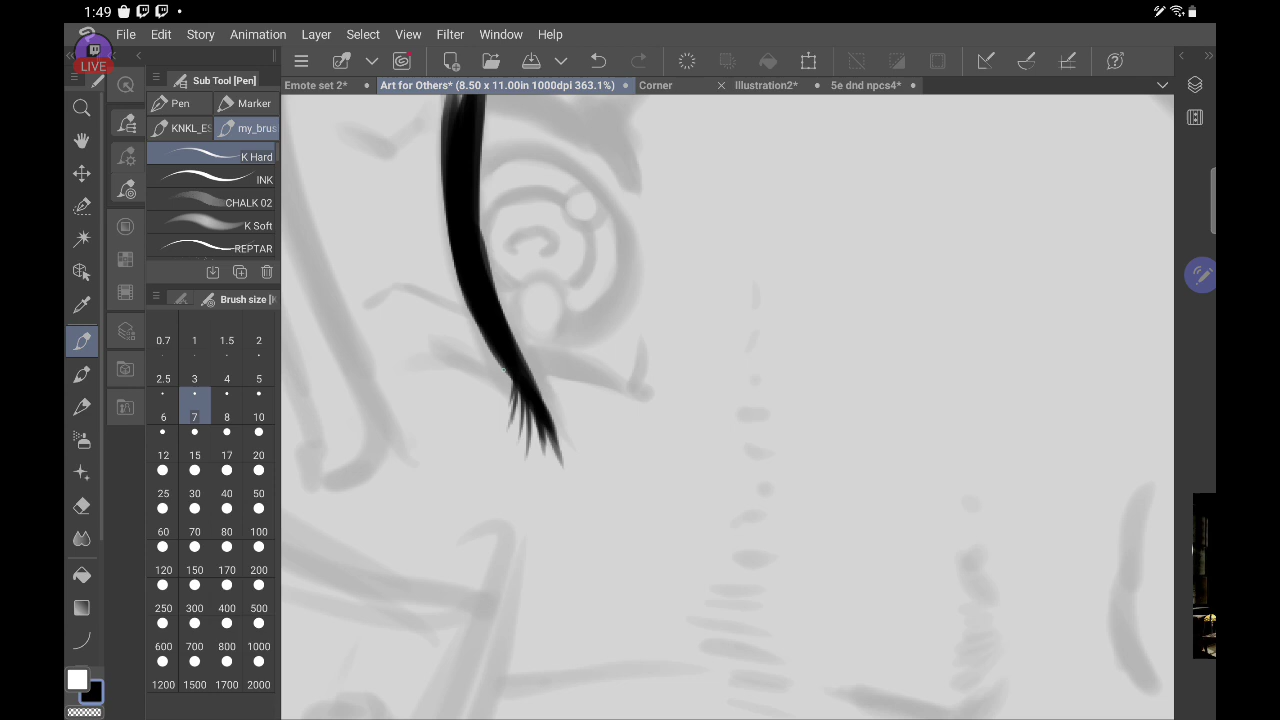 1:49
File Edit Story Animation Layer Select View Filter Window Help
LIVE
Sub Tool [Pen]
Emote set 2* Art for Others* (8.50 x 11.00in 1000dpi 363.1%) Corner Illustration2* 5e dnd npcs4*
Pen Marker
KNKL_ES my_brus
K Hard
INK
CHALK 02
K Soft
REPTAR
Brush size [K
0.7 1 1.5 2
2.5 3 4 5
6 7 8 10
12 15 17 20
25 30 40 50
60 70 80 100
120 150 170 200
250 300 400 500
600 700 800 1000
1200 1500 1700 2000